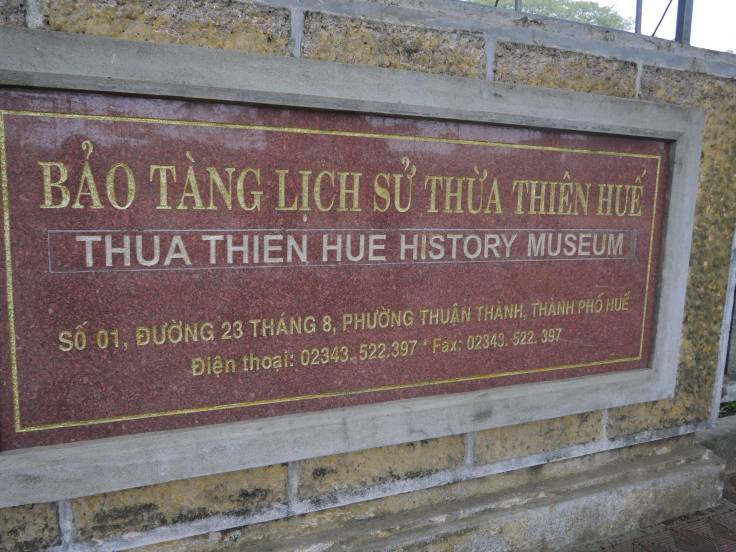 BẢO TÀNG LỊCH SỬ THỪA THIÊN HUẾ
THUA THIEN HUE HISTORY MUSEUM
SỐ 01, ĐƯỜNG 23 THÁNG 8, PHƯỜNG THUẬN THÀNH, THÀNH PHỐ HUẾ
Điện thoại: 02343. 522.397 * Fax: 02343. 522. 397